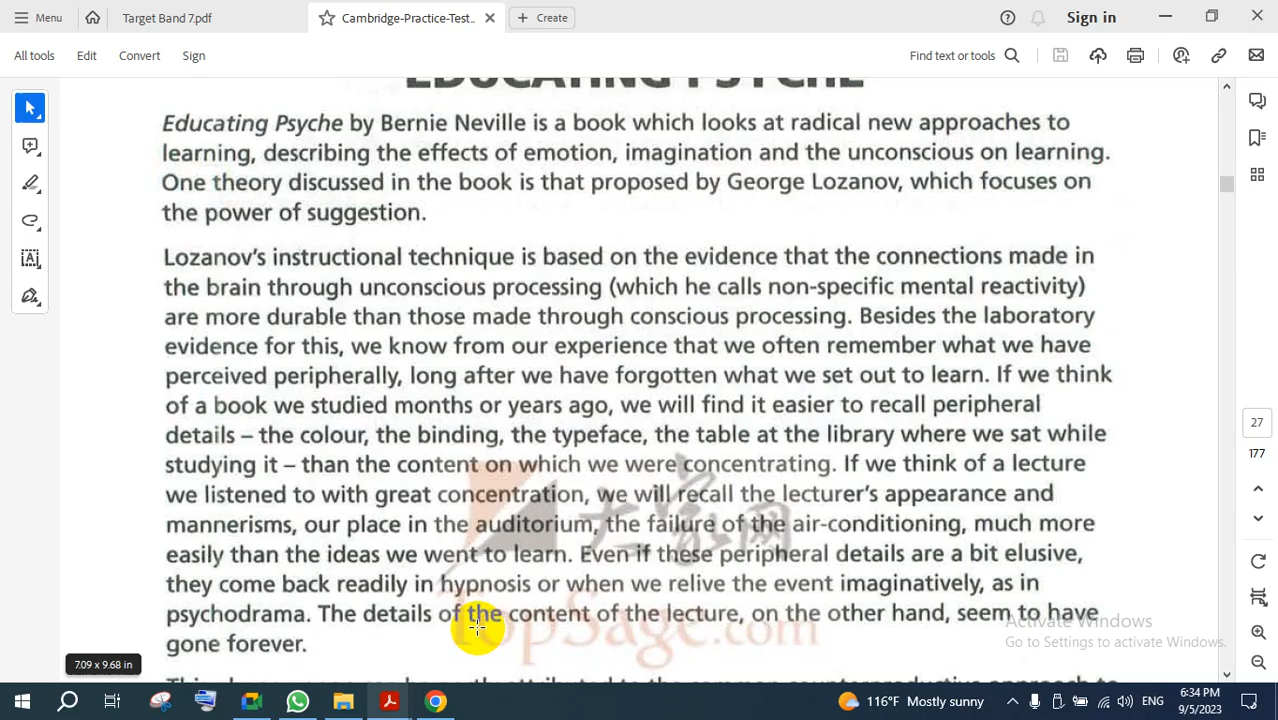 Menu
Target Band 7.pdf
Cambridge-Practice-Test...
Create
Sign in
All tools
Edit
Convert
Sign
Find text or tools
EDUCATING PSYCHE
Educating Psyche by Bernie Neville is a book which looks at radical new approaches to
learning, describing the effects of emotion, imagination and the unconscious on learning.
One theory discussed in the book is that proposed by George Lozanov, which focuses on
the power of suggestion.
Lozanov's instructional technique is based on the evidence that the connections made in
the brain through unconscious processing (which he calls non-specific mental reactivity)
are more durable than those made through conscious processing. Besides the laboratory
evidence for this, we know from our experience that we often remember what we have
perceived peripherally, long after we have forgotten what we set out to learn. If we think
of a book we studied months or years ago, we will find it easier to recall peripheral
details – the colour, the binding, the typeface, the table at the library where we sat while
studying it – than the content on which we were concentrating. If we think of a lecture
we listened to with great concentration, we will recall the lecturer's appearance and
mannerisms, our place in the auditorium, the failure of the air-conditioning, much more
easily than the ideas we went to learn. Even if these peripheral details are a bit elusive,
they come back readily in hypnosis or when we relive the event imaginatively, as in
psychodrama. The details of the content of the lecture, on the other hand, seem to have
gone forever.
大家网
TopSage.com
27
177
Activate Windows
Go to Settings to activate Windows.
7.09 x 9.68 in
116°F Mostly sunny
ENG
6:34 PM
9/5/2023